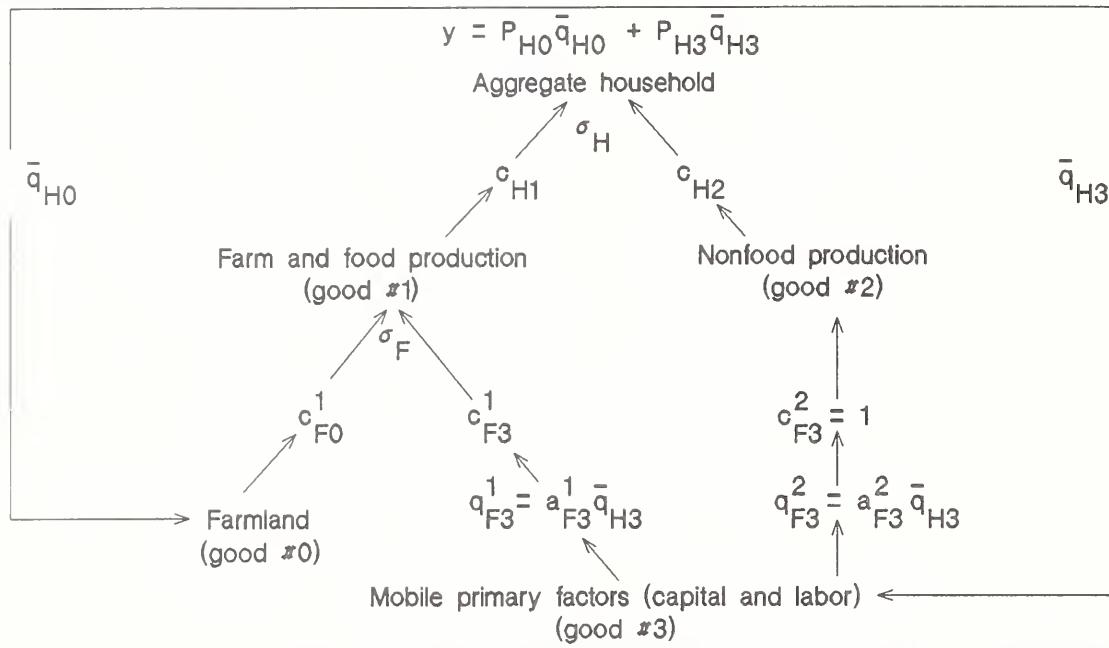 y = P_H0 q̄_H0 + P_H3 q̄_H3
Aggregate household
σ_H
q̄_H0
c_H1
c_H2
q̄_H3
Farm and food production
(good #1)
Nonfood production
(good #2)
σ_F
c^1_F0
c^1_F3
c^2_F3 = 1
q^1_F3 = a^1_F3 q̄_H3
q^2_F3 = a^2_F3 q̄_H3
Farmland
(good #0)
Mobile primary factors (capital and labor)
(good #3)